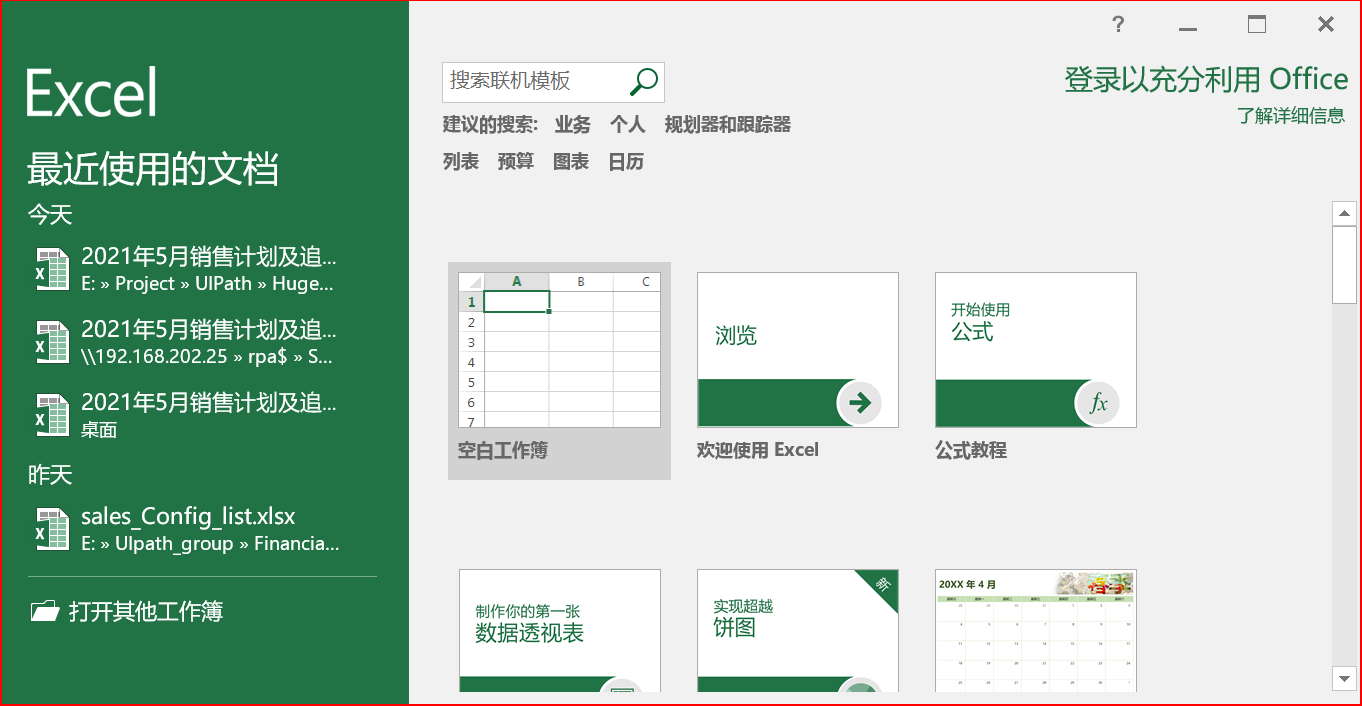 Excel
最近使用的文档
今天
2021年5月销售计划及追...
E: » Project » UIPath » Huge...
2021年5月销售计划及追...
\\192.168.202.25 » rpa$ » S...
2021年5月销售计划及追...
桌面
昨天
sales_Config_list.xlsx
E: » UIpath_group » Financia...
打开其他工作簿
?
登录以充分利用 Office
了解详细信息
搜索联机模板
建议的搜索: 业务 个人 规划器和跟踪器
列表 预算 图表 日历
A B C
1
2
3
4
5
6
7
空白工作簿
浏览
欢迎使用 Excel
开始使用
公式
fx
公式教程
制作你的第一张
数据透视表
新
实现超越
饼图
20XX 年 4 月
春季